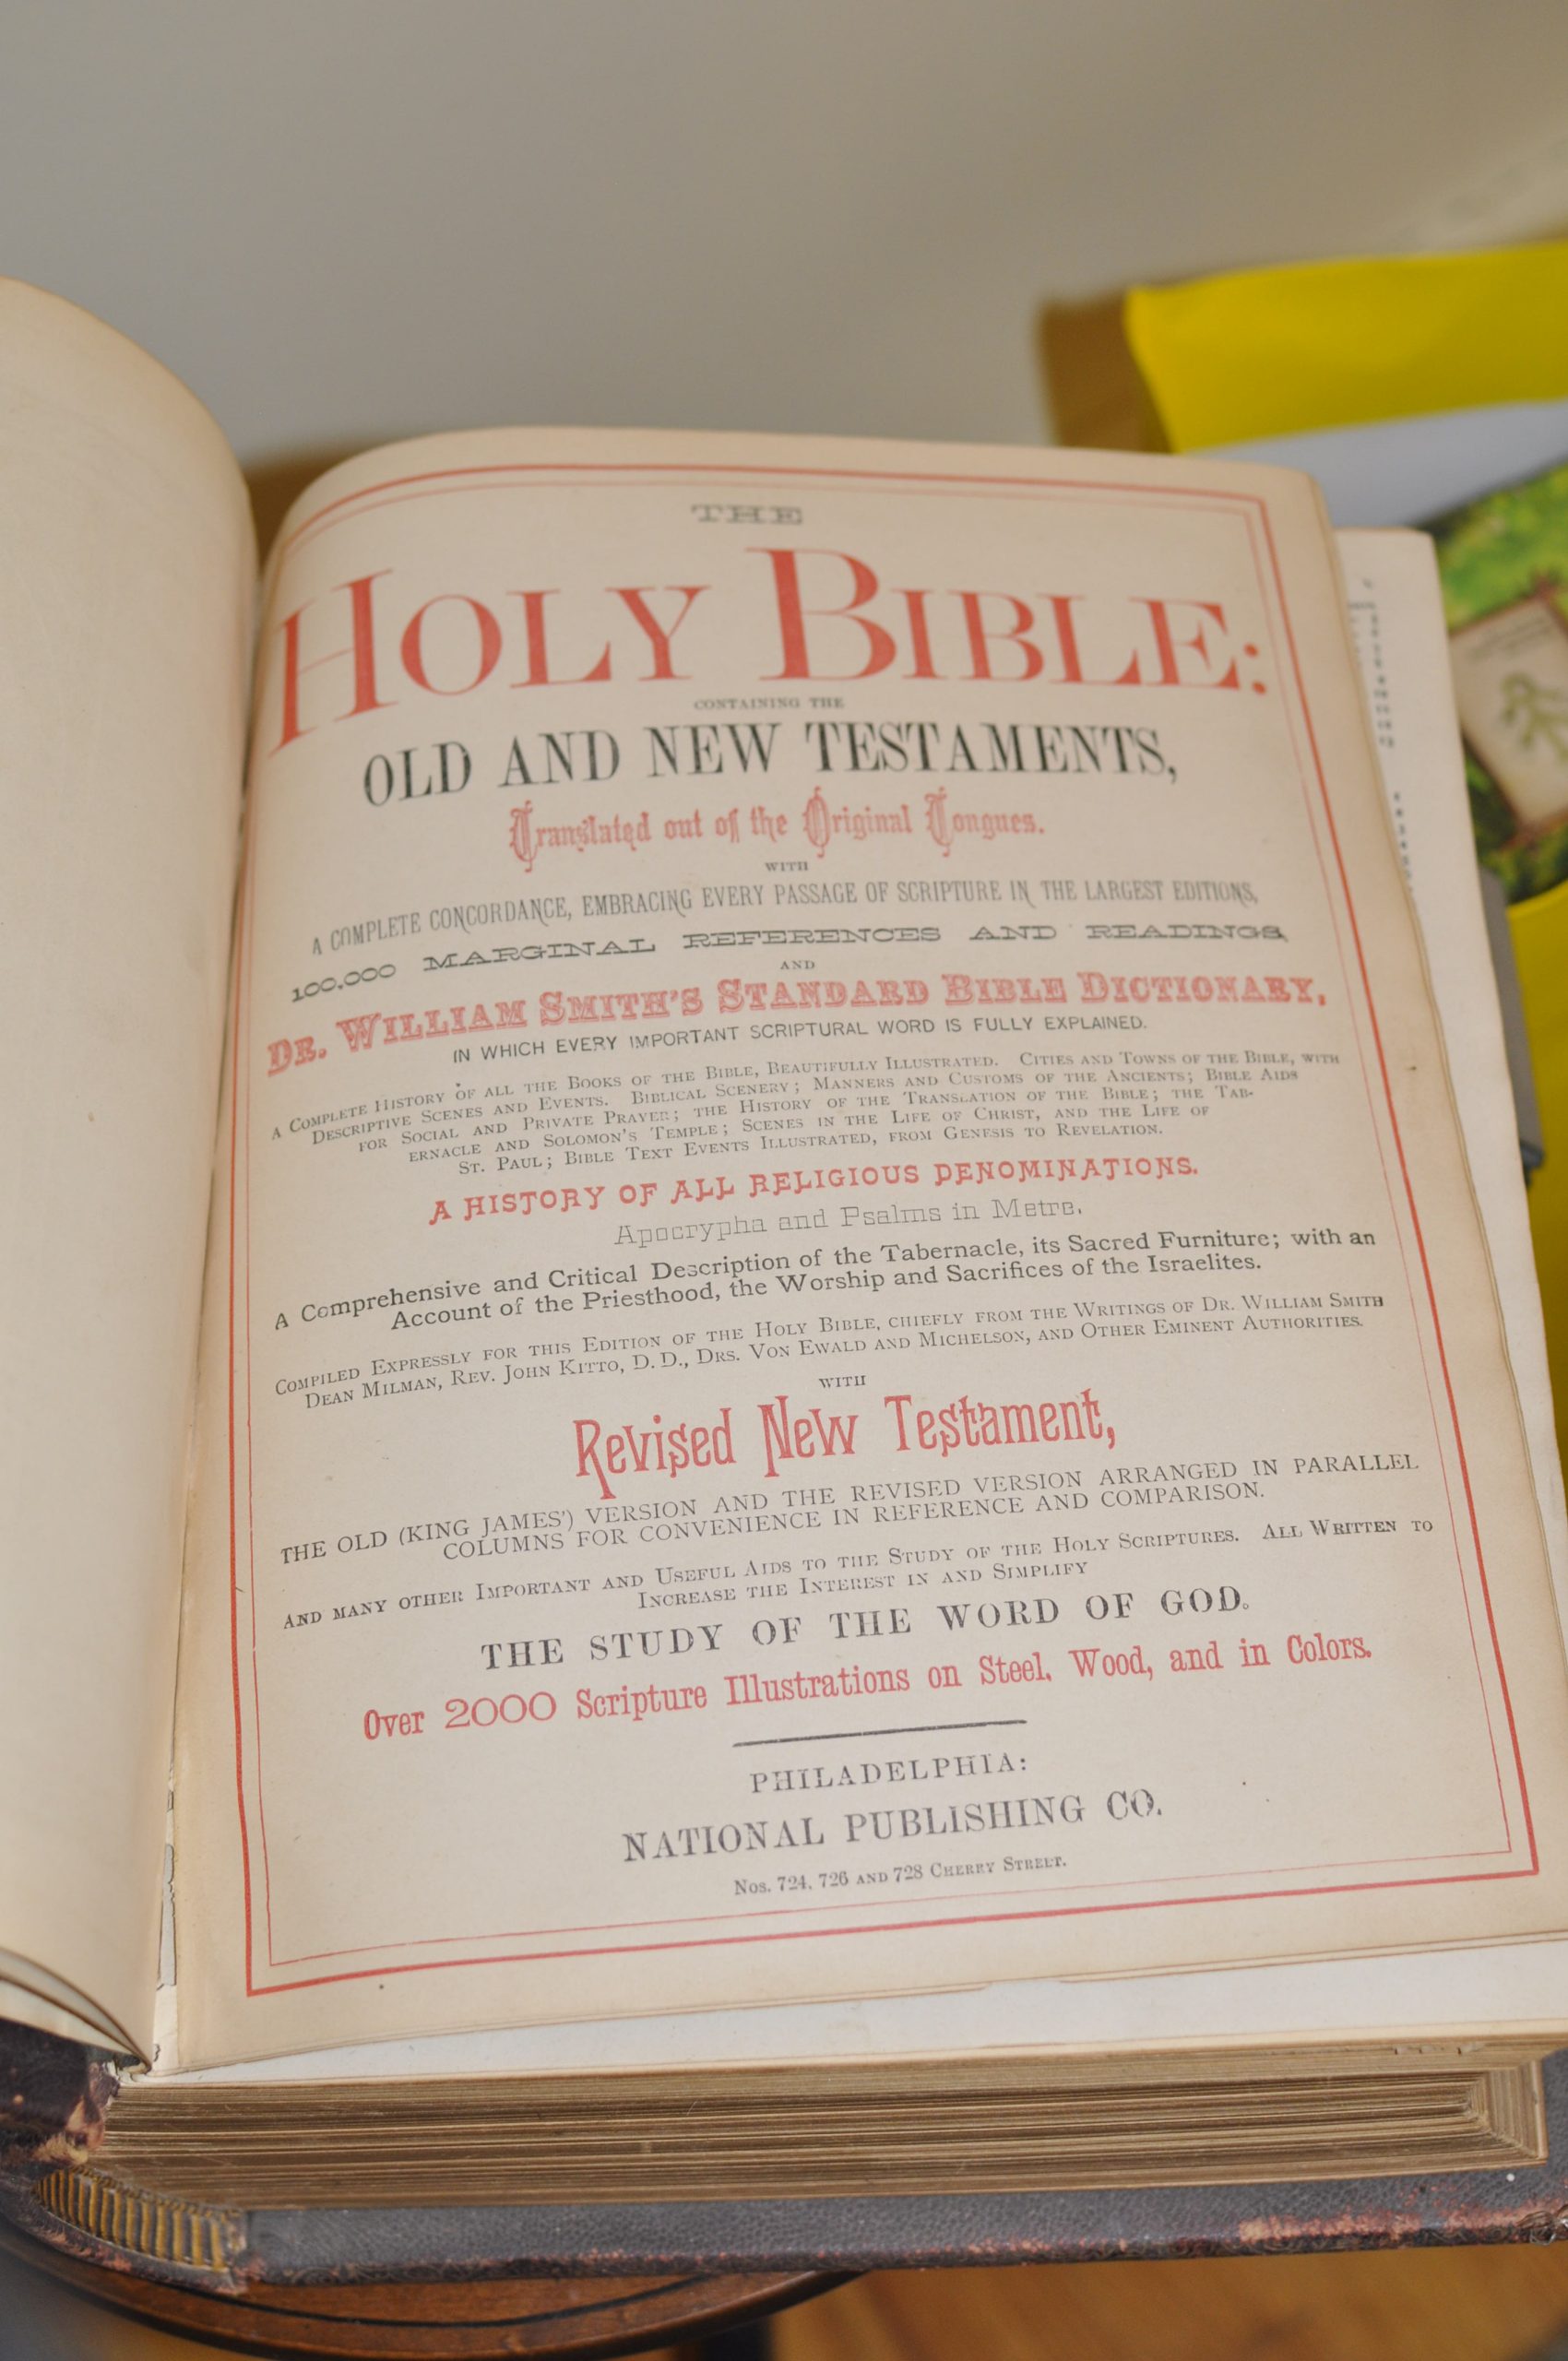 THE
HOLY BIBLE:
CONTAINING THE
OLD AND NEW TESTAMENTS,
Translated out of the Original Tongues.
WITH
A COMPLETE CONCORDANCE, EMBRACING EVERY PASSAGE OF SCRIPTURE IN THE LARGEST EDITIONS,
100,000 MARGINAL REFERENCES AND READINGS,
AND
DR. WILLIAM SMITH'S STANDARD BIBLE DICTIONARY,
IN WHICH EVERY IMPORTANT SCRIPTURAL WORD IS FULLY EXPLAINED.
A COMPLETE HISTORY OF ALL THE BOOKS OF THE BIBLE, BEAUTIFULLY ILLUSTRATED. CITIES AND TOWNS OF THE BIBLE, WITH
DESCRIPTIVE SCENES AND EVENTS. BIBLICAL SCENERY; MANNERS AND CUSTOMS OF THE ANCIENTS; BIBLE AIDS
FOR SOCIAL AND PRIVATE PRAYER; THE HISTORY OF THE TRANSLATION OF THE BIBLE; THE TAB-
ERNACLE AND SOLOMON'S TEMPLE; SCENES IN THE LIFE OF CHRIST, AND THE LIFE OF
ST. PAUL; BIBLE TEXT EVENTS ILLUSTRATED, FROM GENESIS TO REVELATION.
A HISTORY OF ALL RELIGIOUS DENOMINATIONS.
Apocrypha and Psalms in Metre.
A Comprehensive and Critical Description of the Tabernacle, its Sacred Furniture; with an
Account of the Priesthood, the Worship and Sacrifices of the Israelites.
COMPILED EXPRESSLY FOR THIS EDITION OF THE HOLY BIBLE, CHIEFLY FROM THE WRITINGS OF DR. WILLIAM SMITH
DEAN MILMAN, REV. JOHN KITTO, D. D., DRS. VON EWALD AND MICHELSON, AND OTHER EMINENT AUTHORITIES.
WITH
Revised New Testament,
THE OLD (KING JAMES') VERSION AND THE REVISED VERSION ARRANGED IN PARALLEL
COLUMNS FOR CONVENIENCE IN REFERENCE AND COMPARISON.
AND MANY OTHER IMPORTANT AND USEFUL AIDS TO THE STUDY OF THE HOLY SCRIPTURES. ALL WRITTEN TO
INCREASE THE INTEREST IN AND SIMPLIFY
THE STUDY OF THE WORD OF GOD.
Over 2000 Scripture Illustrations on Steel, Wood, and in Colors.
PHILADELPHIA:
NATIONAL PUBLISHING CO.
NOS. 724, 726 AND 728 CHERRY STREET.